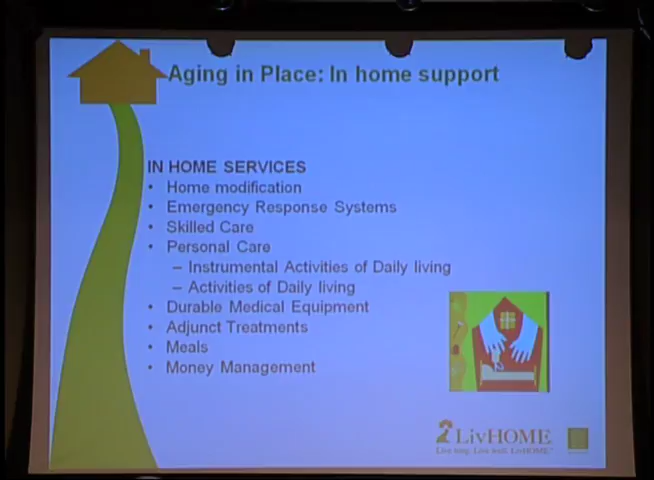 Aging in Place: In home support
IN HOME SERVICES
• Home modification
• Emergency Response Systems
• Skilled Care
• Personal Care
– Instrumental Activities of Daily living
– Activities of Daily living
• Durable Medical Equipment
• Adjunct Treatments
• Meals
• Money Management
LivHOME
Live long. Live well. LivHOME